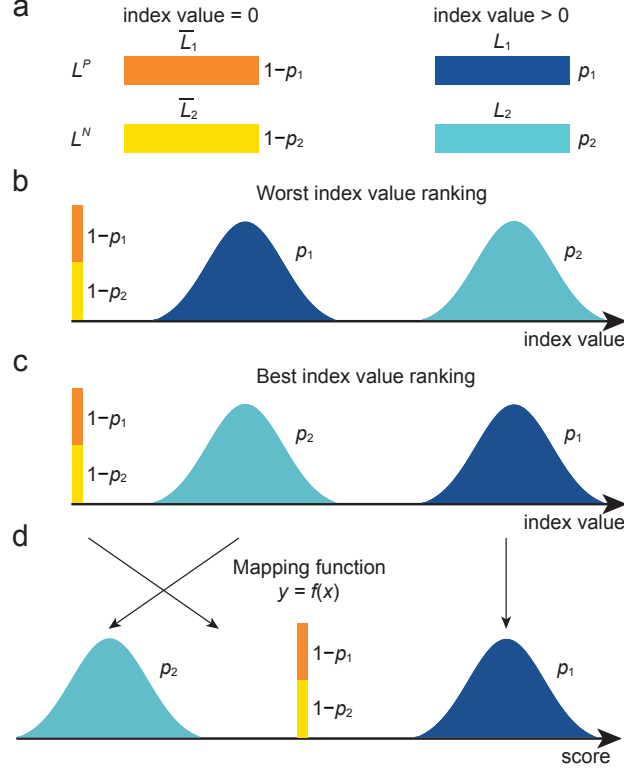 a
index value = 0 index value > 0
L̅₁ L₁
Lᴾ 1−p₁ p₁
L̅₂ L₂
Lᴺ 1−p₂ p₂
b
Worst index value ranking
1−p₁ p₁ p₂
1−p₂
index value
c
Best index value ranking
1−p₁ p₂ p₁
1−p₂
index value
d
Mapping function
y = f(x)
p₂ 1−p₁ p₁
1−p₂
score